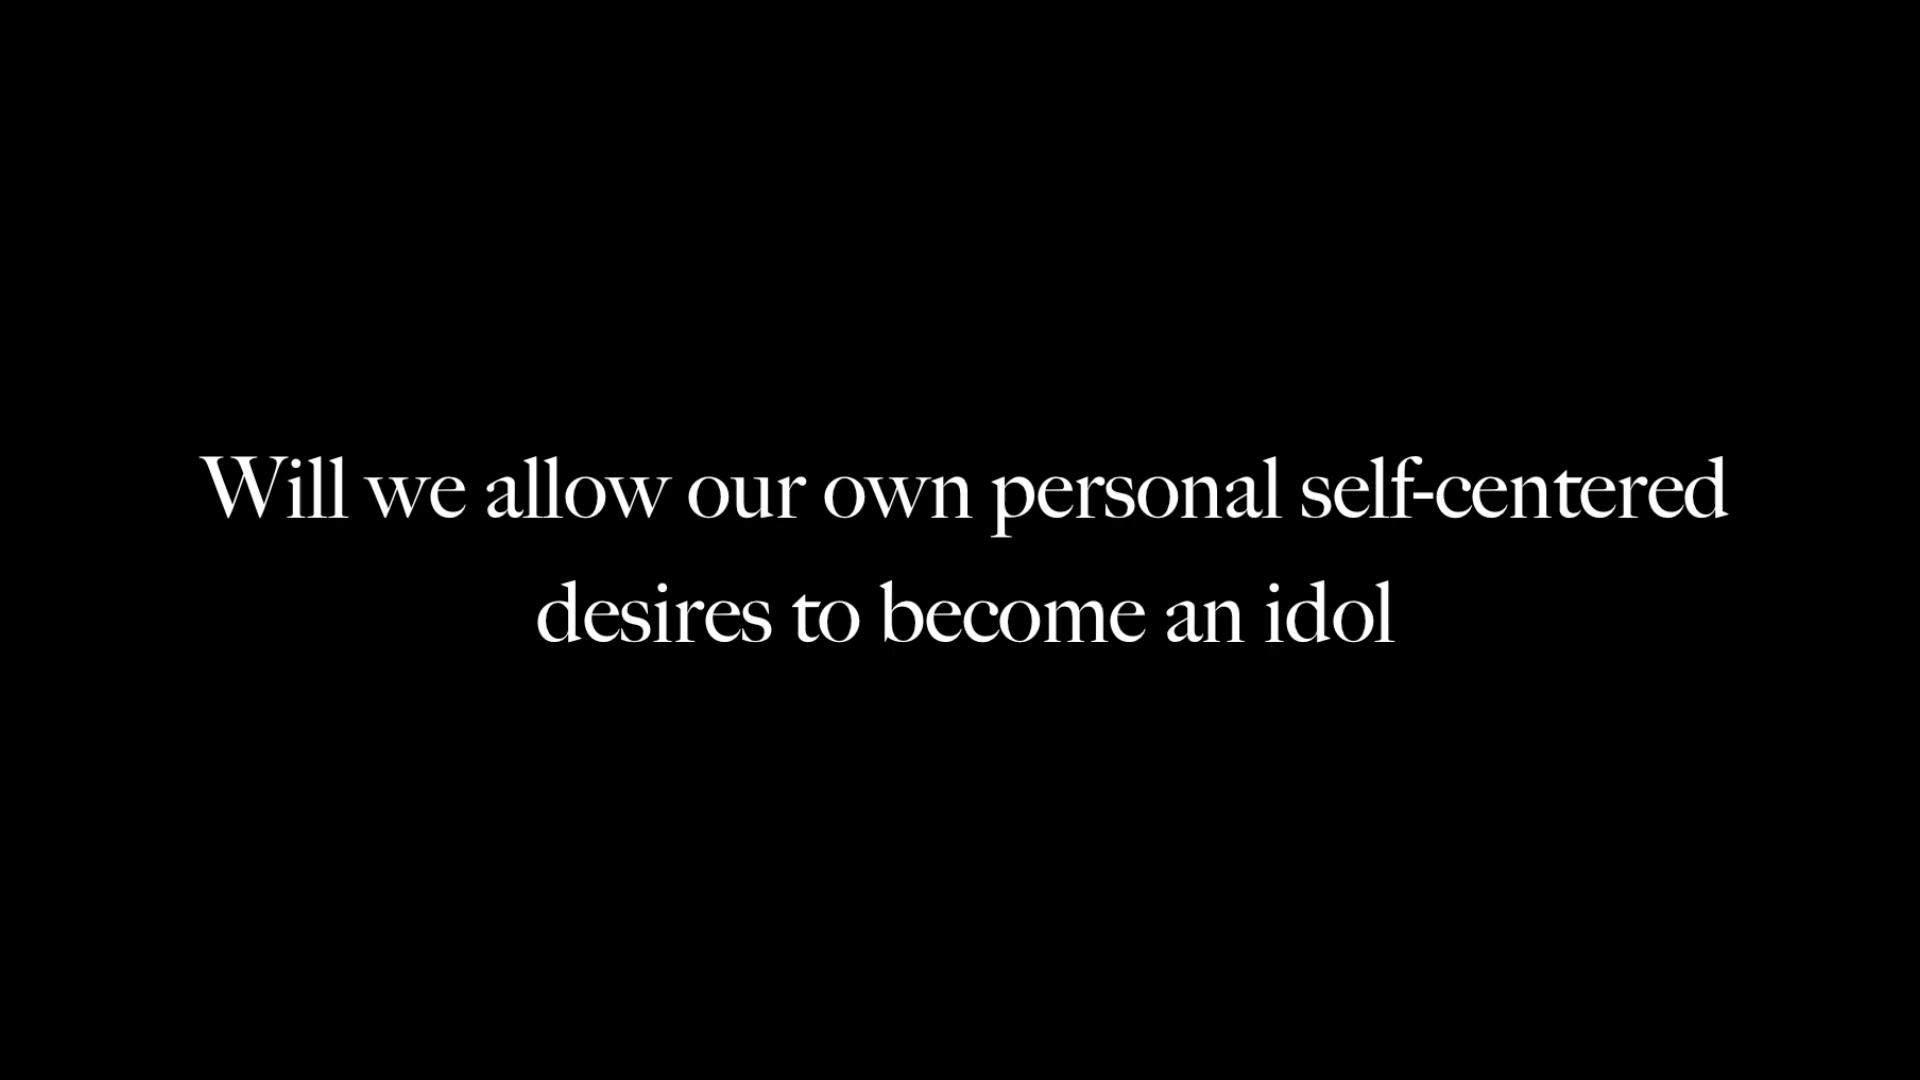 Will we allow our own personal self-centered
desires to become an idol